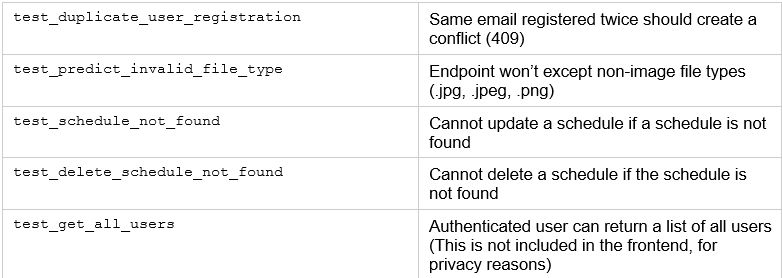 test_duplicate_user_registration
Same email registered twice should create a
conflict (409)
test_predict_invalid_file_type
Endpoint won’t except non-image file types
(.jpg, .jpeg, .png)
test_schedule_not_found
Cannot update a schedule if a schedule is not
found
test_delete_schedule_not_found
Cannot delete a schedule if the schedule is
not found
test_get_all_users
Authenticated user can return a list of all users
(This is not included in the frontend, for
privacy reasons)